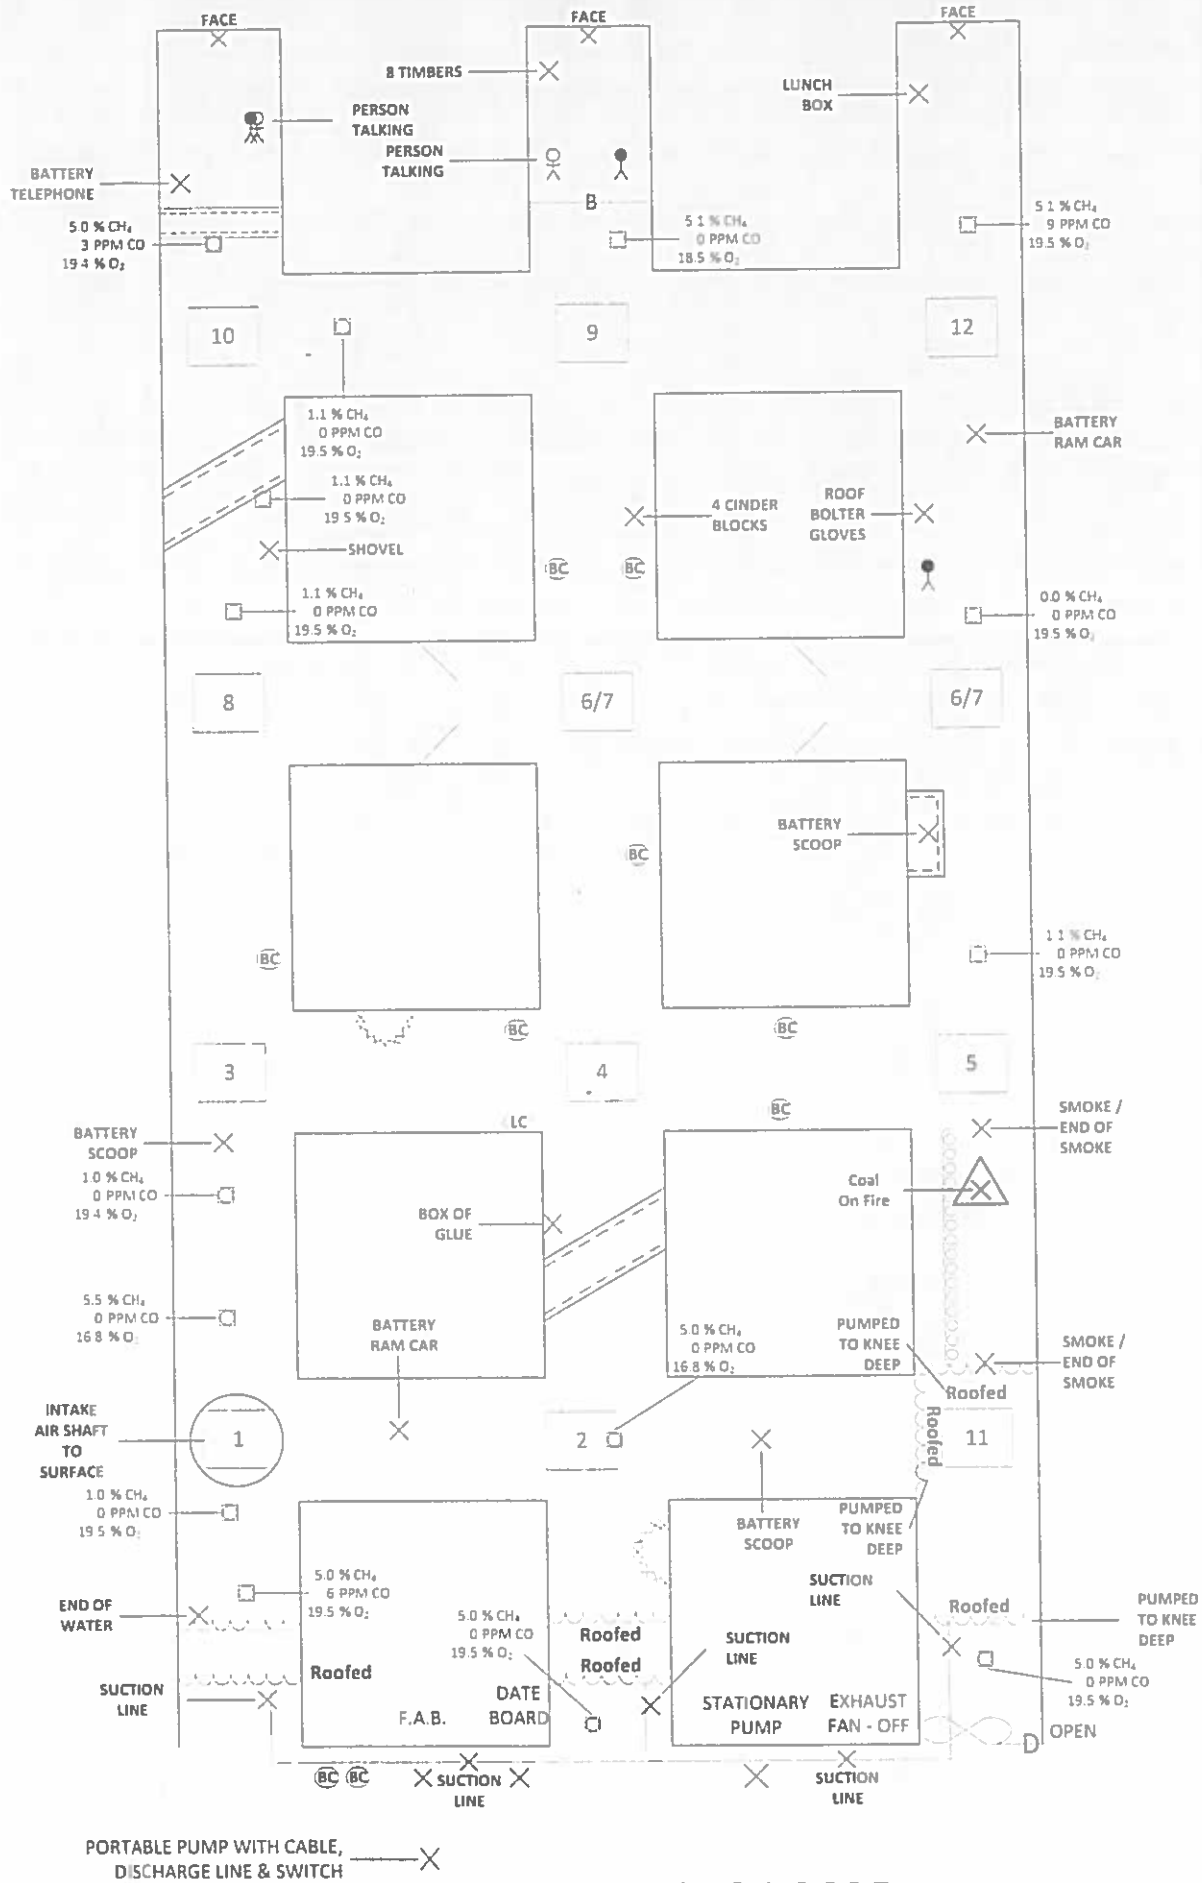 FACE
FACE
FACE
8 TIMBERS
LUNCH
BOX
PERSON
TALKING
PERSON
TALKING
BATTERY
TELEPHONE
B
5.0 % CH₄
3 PPM CO
19.4 % O₂
5.1 % CH₄
0 PPM CO
18.5 % O₂
5.1 % CH₄
9 PPM CO
19.5 % O₂
10
9
12
1.1 % CH₄
0 PPM CO
19.5 % O₂
BATTERY
RAM CAR
1.1 % CH₄
0 PPM CO
19.5 % O₂
4 CINDER
BLOCKS
ROOF
BOLTER
GLOVES
SHOVEL
BC
BC
1.1 % CH₄
0 PPM CO
19.5 % O₂
0.0 % CH₄
0 PPM CO
19.5 % O₂
8
6/7
6/7
BATTERY
SCOOP
BC
BC
1.1 % CH₄
0 PPM CO
19.5 % O₂
BC
BC
3
4
5
BC
LC
BATTERY
SCOOP
SMOKE /
END OF
SMOKE
1.0 % CH₄
0 PPM CO
19.4 % O₂
Coal
On Fire
BOX OF
GLUE
5.5 % CH₄
0 PPM CO
16.8 % O₂
BATTERY
RAM CAR
5.0 % CH₄
0 PPM CO
16.8 % O₂
PUMPED
TO KNEE
DEEP
SMOKE /
END OF
SMOKE
Roofed
Roofed
INTAKE
AIR SHAFT
TO
SURFACE
1
2
11
1.0 % CH₄
0 PPM CO
19.5 % O₂
BATTERY
SCOOP
PUMPED
TO KNEE
DEEP
5.0 % CH₄
6 PPM CO
19.5 % O₂
END OF
WATER
SUCTION
LINE
Roofed
PUMPED
TO KNEE
DEEP
5.0 % CH₄
0 PPM CO
19.5 % O₂
Roofed
Roofed
SUCTION
LINE
Roofed
SUCTION
LINE
5.0 % CH₄
0 PPM CO
19.5 % O₂
F.A.B.
DATE
BOARD
STATIONARY
PUMP
EXHAUST
FAN - OFF
D
OPEN
BC
BC
SUCTION
LINE
SUCTION
LINE
PORTABLE PUMP WITH CABLE,
DISCHARGE LINE & SWITCH